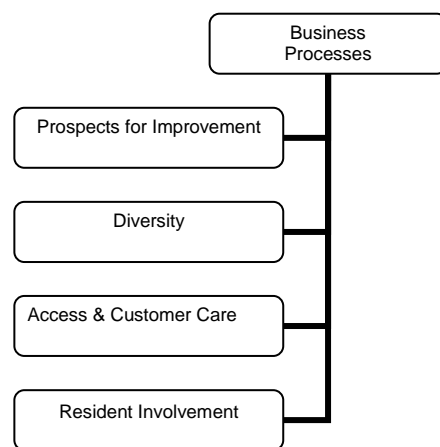 Business
Processes
Prospects for Improvement
Diversity
Access & Customer Care
Resident Involvement